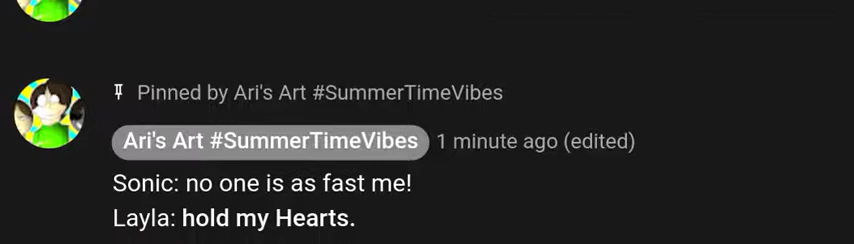 Pinned by Ari's Art #SummerTimeVibes
Ari's Art #SummerTimeVibes 1 minute ago (edited)
Sonic: no one is as fast me!
Layla: hold my Hearts.